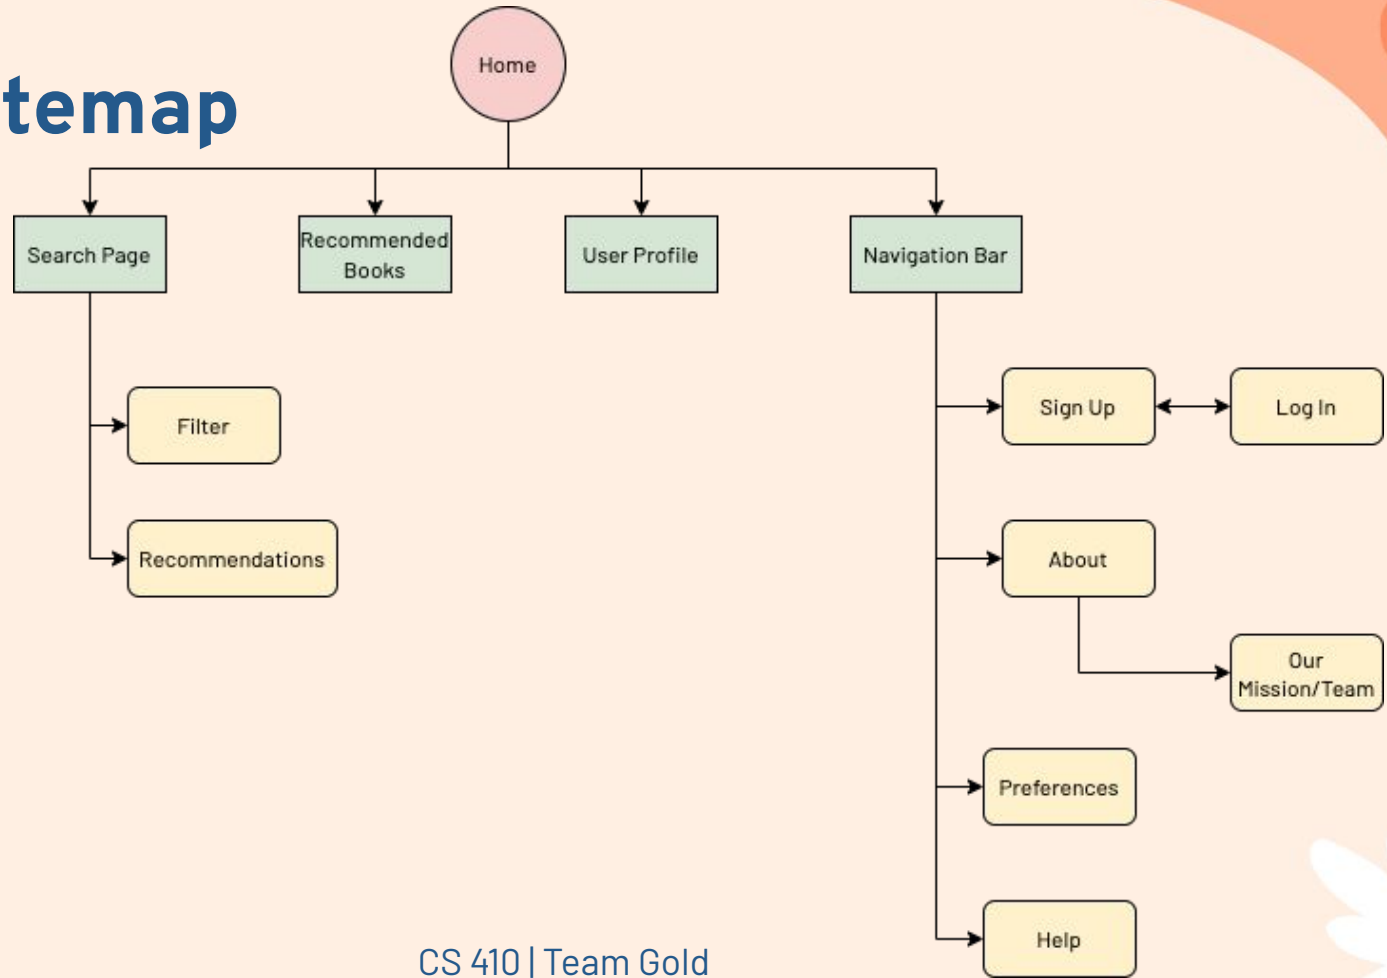 temap
Home
Search Page
Recommended
Books
User Profile
Navigation Bar
Filter
Recommendations
Sign Up
Log In
About
Our
Mission/Team
Preferences
Help
CS 410 | Team Gold